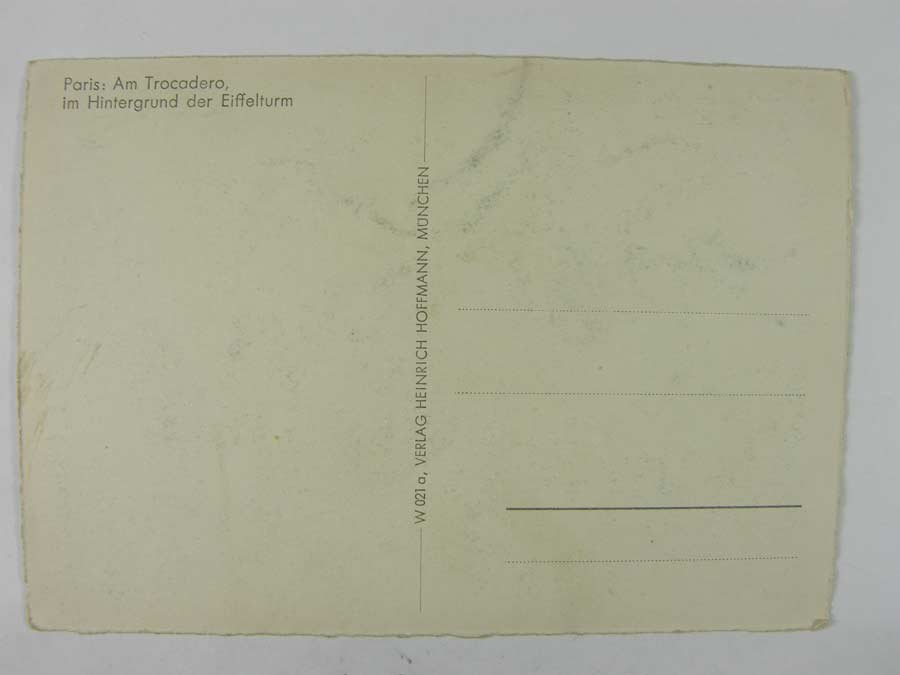 Paris: Am Trocadero,
im Hintergrund der Eiffelturm
W 021 a, VERLAG HEINRICH HOFFMANN, MÜNCHEN